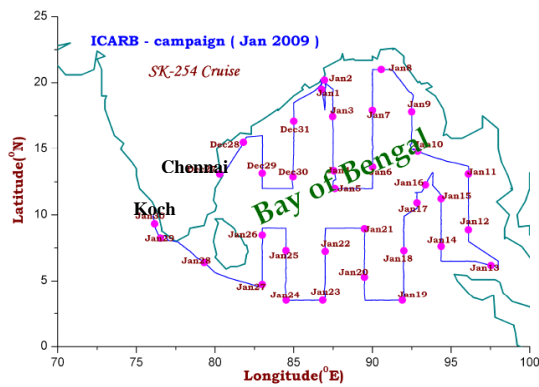 25
ICARB - campaign ( Jan 2009 )
SK-254 Cruise
Jan2
Jan8
20
Jan1
Jan3
Jan7
Jan9
Dec31
Dec28
Jan10
15
Chennai
Dec29
Dec30
Jan5
Jan6
Jan11
Bay of Bengal
Jan16
Jan15
Jan17
Koch
10
Jan29
Jan26
Jan21
Jan12
Jan25
Jan22
Jan18
Jan14
Jan28
Jan20
Jan13
5
Jan27
Jan24
Jan23
Jan19
0
70 75 80 85 90 95 100
Latitude(⁰N)
Longitude(⁰E)